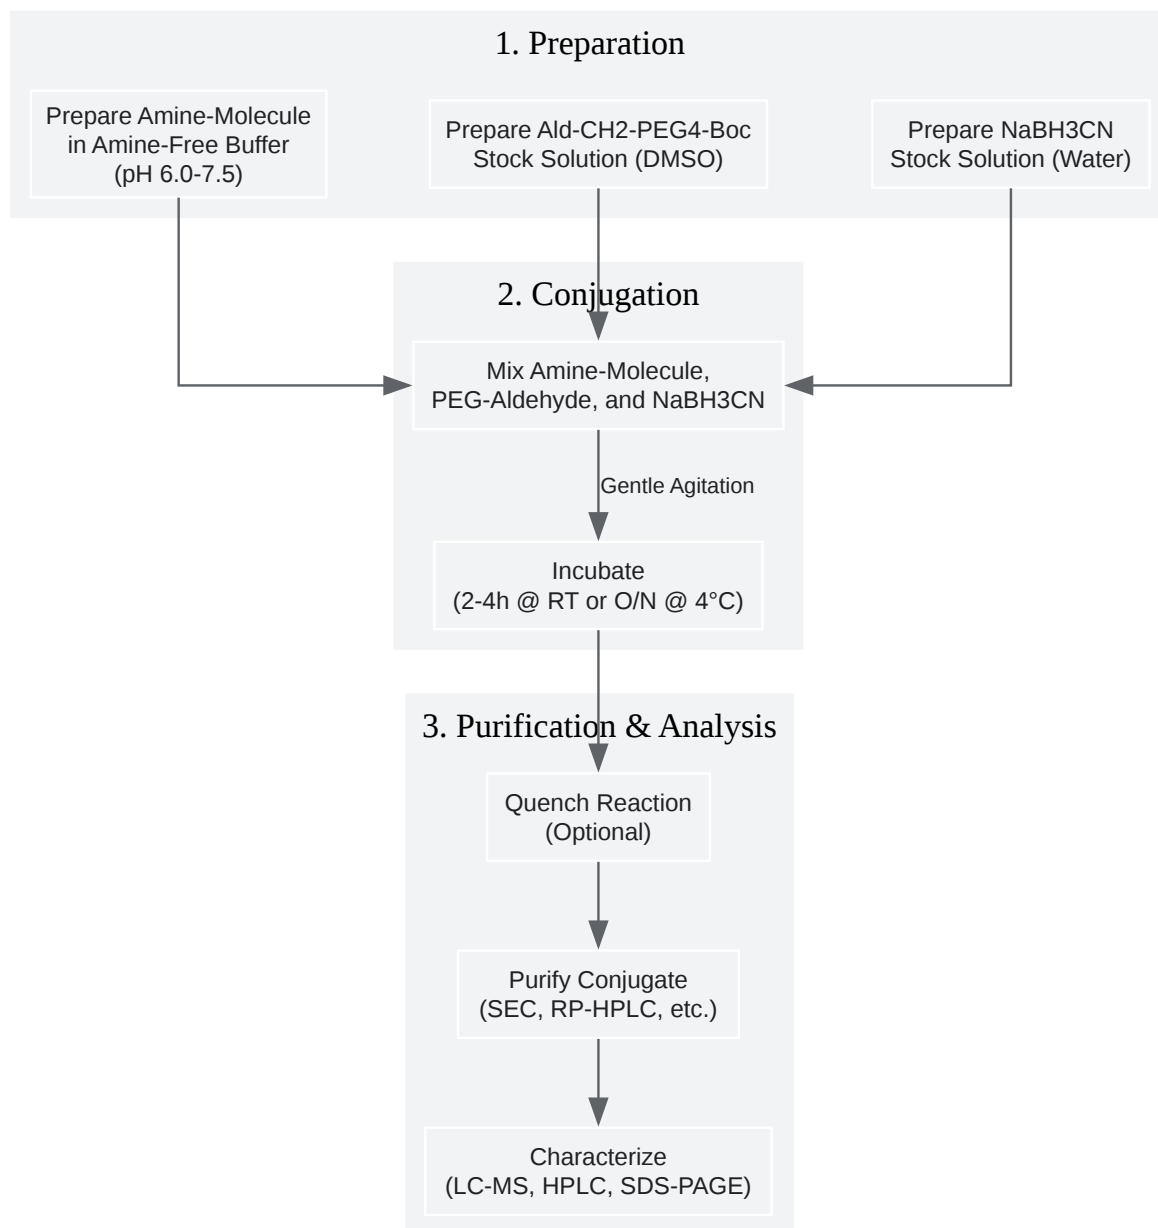 1. Preparation
Prepare Amine-Molecule
in Amine-Free Buffer
(pH 6.0-7.5)
Prepare Ald-CH2-PEG4-Boc
Stock Solution (DMSO)
Prepare NaBH3CN
Stock Solution (Water)
2. Conjugation
Mix Amine-Molecule,
PEG-Aldehyde, and NaBH3CN
Gentle Agitation
Incubate
(2-4h @ RT or O/N @ 4°C)
3. Purification & Analysis
Quench Reaction
(Optional)
Purify Conjugate
(SEC, RP-HPLC, etc.)
Characterize
(LC-MS, HPLC, SDS-PAGE)